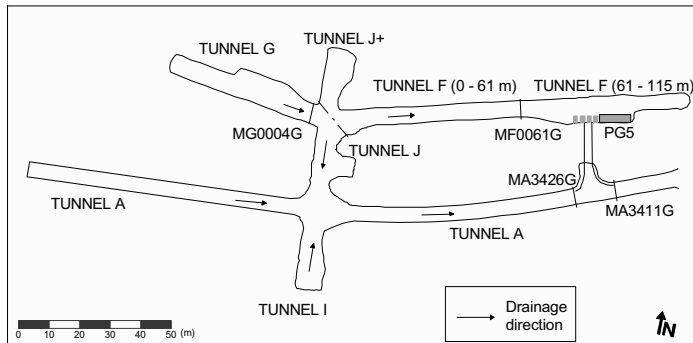 TUNNEL J+
TUNNEL G
TUNNEL F (0 - 61 m)
TUNNEL F (61 - 115 m)
MG0004G
MF0061G
PG5
TUNNEL J
MA3426G
TUNNEL A
MA3411G
TUNNEL A
TUNNEL I
Drainage
direction
0 10 20 30 40 50 (m)
N